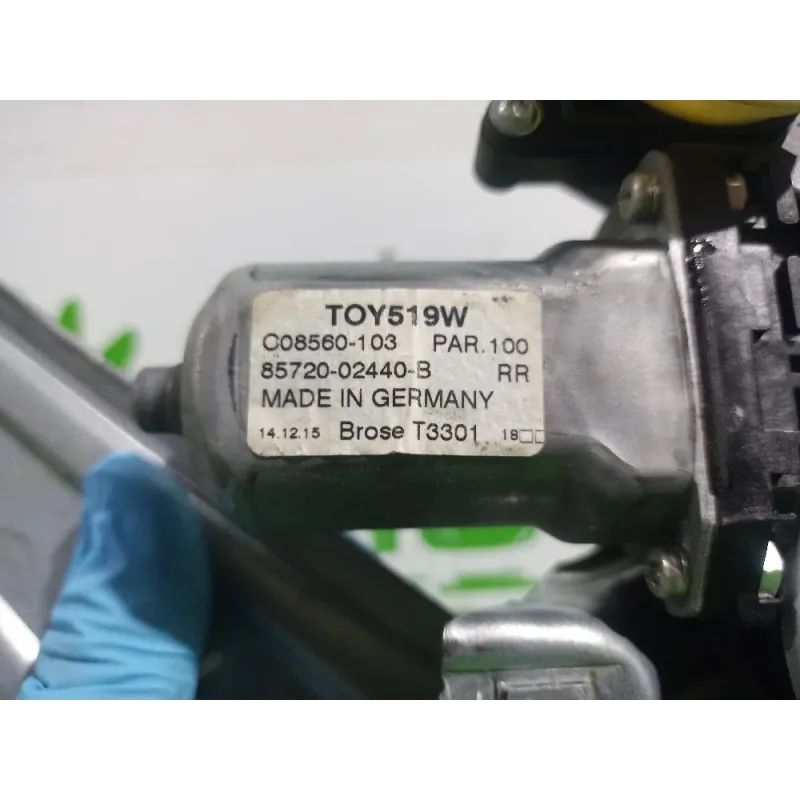 TOY519W
C08560-103 PAR.100
85720-02440-B RR
MADE IN GERMANY
14.12.15 Brose T3301 18□□